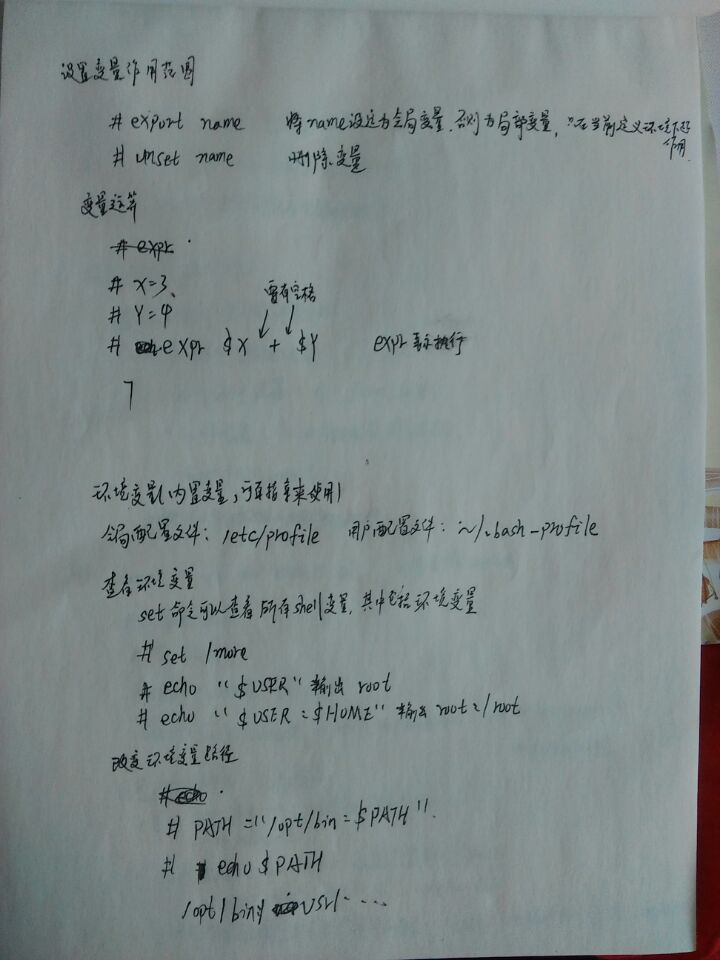 设置变量作用范围
# export name 将name设定为全局变量，否则为局部变量，只在当前定义环境下起作用
# unset name 删除变量
变量运算
# expr
# X=3、
# Y=4
需有空格
# expr $X + $Y expr 表示执行
7
环境变量(内置变量，可直接拿来使用)
全局配置文件：/etc/profile 用户配置文件：~/.bash-profile
查看环境变量
set 命令可以查看所有shell变量，其中包括环境变量
# set /more
# echo "$USER" 输出 root
# echo "$USER = $HOME" 输出 root=/root
改变环境变量路径
# echo
# PATH="/opt/bin=$PATH".
# echo $PATH
/opt/bin: usr/....